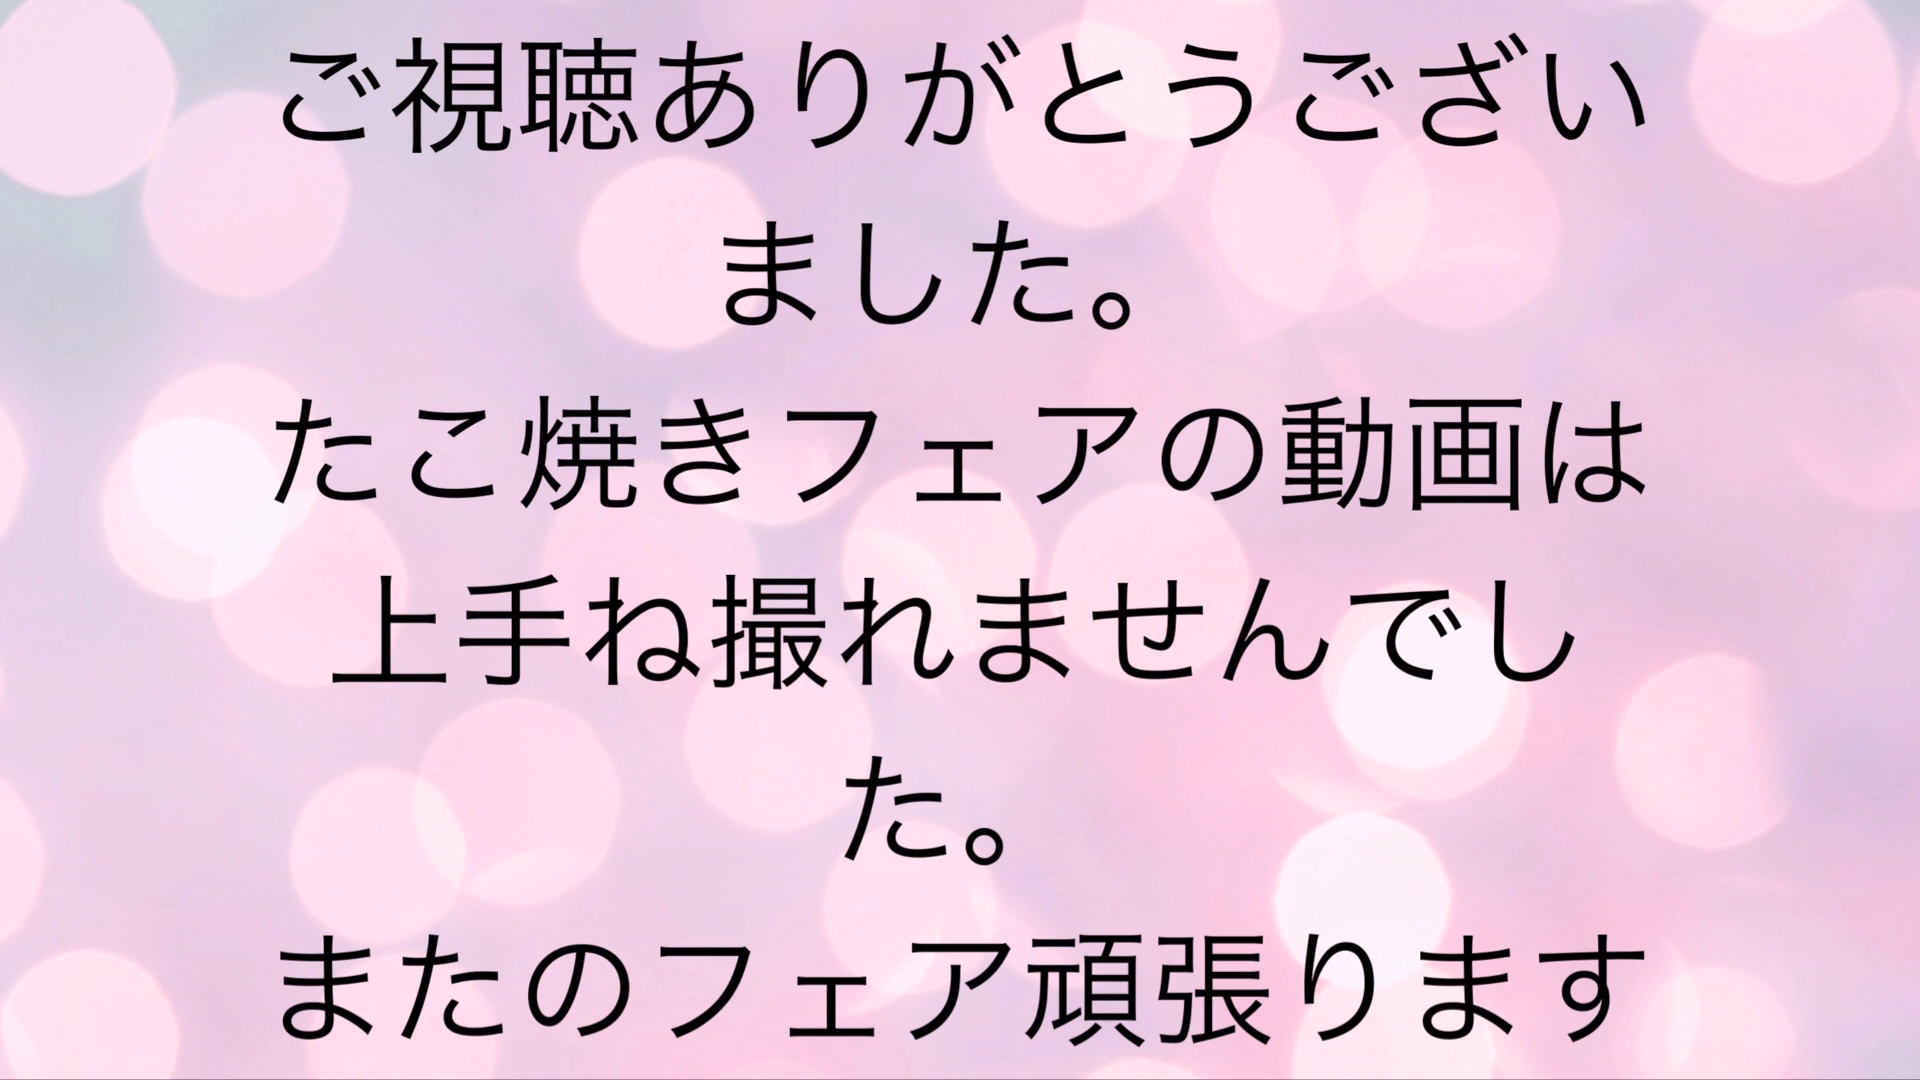 ご視聴ありがとうござい
ました。
たこ焼きフェアの動画は
上手ね撮れませんでし
た。
またのフェア頑張ります